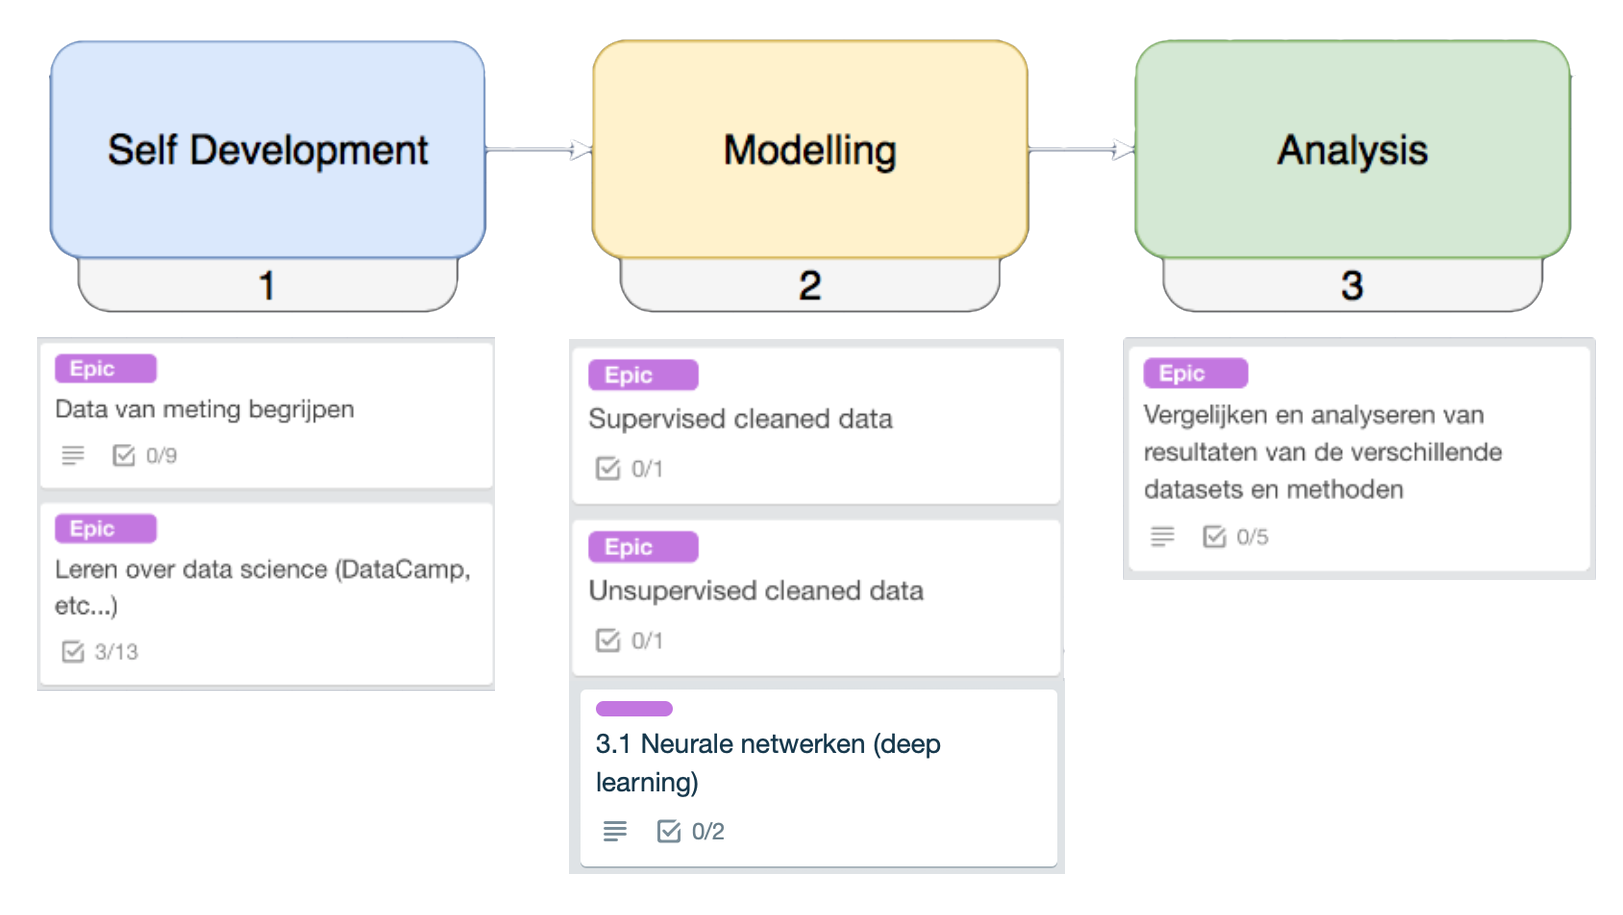 Self Development
1
Epic
Data van meting begrijpen
0/9
Epic
Leren over data science (DataCamp,
etc...)
3/13
Modelling
2
Epic
Supervised cleaned data
0/1
Epic
Unsupervised cleaned data
0/1
3.1 Neurale netwerken (deep
learning)
0/2
Analysis
3
Epic
Vergelijken en analyseren van
resultaten van de verschillende
datasets en methoden
0/5